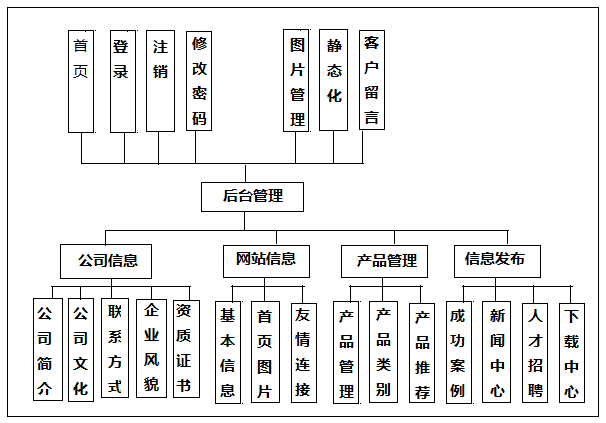 首页
登录
注销
修改密码
图片管理
静态化
客户留言
后台管理
公司信息
网站信息
产品管理
信息发布
公司简介
公司文化
联系方式
企业风貌
资质证书
基本信息
首页图片
友情连接
产品管理
产品类别
产品推荐
成功案例
新闻中心
人才招聘
下载中心